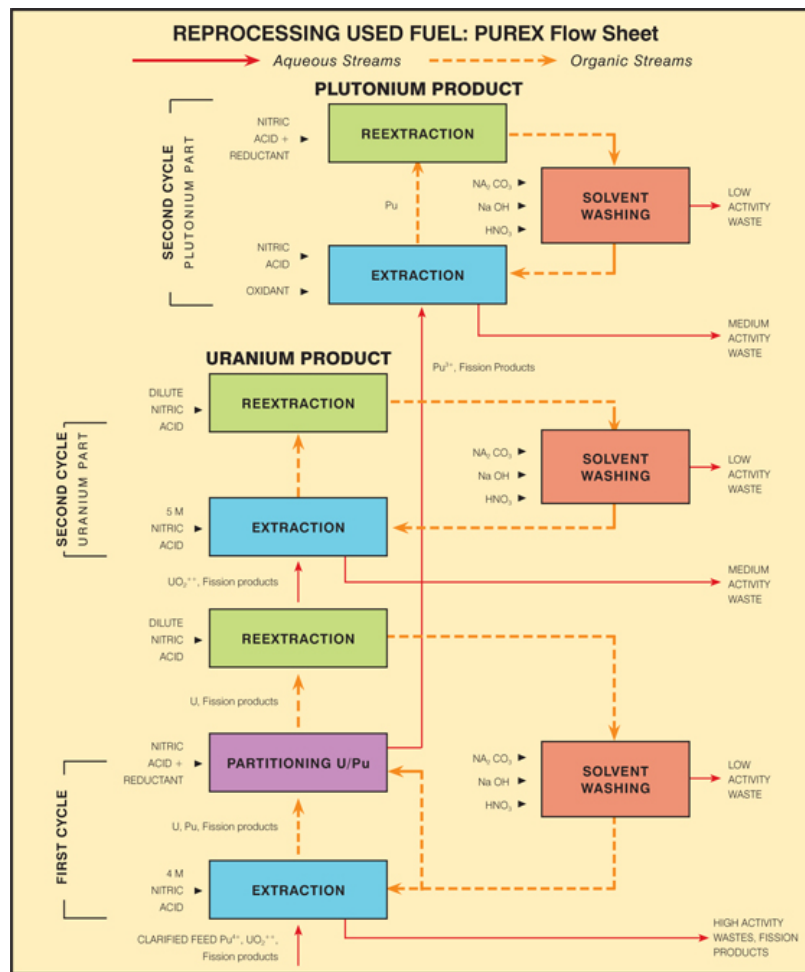 REPROCESSING USED FUEL: PUREX Flow Sheet
Aqueous Streams
Organic Streams
PLUTONIUM PRODUCT
SECOND CYCLE
PLUTONIUM PART
NITRIC
ACID +
REDUCTANT
REEXTRACTION
NA₂ CO₃
Na OH
HNO₃
SOLVENT
WASHING
LOW
ACTIVITY
WASTE
Pu
NITRIC
ACID
OXIDANT
EXTRACTION
MEDIUM
ACTIVITY
WASTE
Pu³⁺, Fission Products
URANIUM PRODUCT
SECOND CYCLE
URANIUM PART
DILUTE
NITRIC
ACID
REEXTRACTION
NA₂ CO₃
Na OH
HNO₃
SOLVENT
WASHING
LOW
ACTIVITY
WASTE
5 M
NITRIC
ACID
EXTRACTION
MEDIUM
ACTIVITY
WASTE
UO₂⁺⁺, Fission products
DILUTE
NITRIC
ACID
REEXTRACTION
U, Fission products
FIRST CYCLE
NITRIC
ACID +
REDUCTANT
PARTITIONING U/Pu
NA₂ CO₃
Na OH
HNO₃
SOLVENT
WASHING
LOW
ACTIVITY
WASTE
U, Pu, Fission products
4 M
NITRIC
ACID
EXTRACTION
HIGH ACTIVITY
WASTES, FISSION
PRODUCTS
CLARIFIED FEED Pu⁴⁺, UO₂⁺⁺,
Fission products